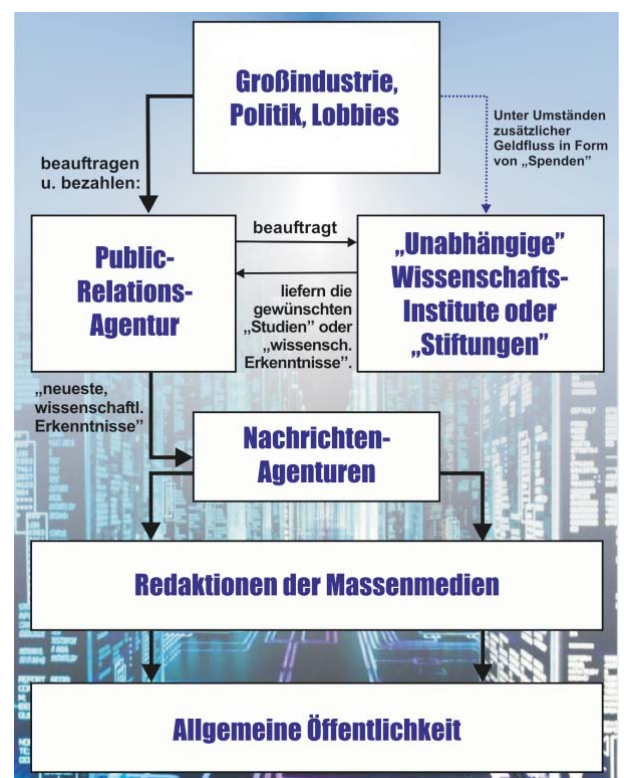 Großindustrie,
Politik, Lobbies
Unter Umständen
zusätzlicher
Geldfluss in Form
von „Spenden”
beauftragen
u. bezahlen:
Public-
Relations-
Agentur
beauftragt
liefern die
gewünschten
„Studien” oder
„wissensch.
Erkenntnisse”.
„Unabhängige”
Wissenschafts-
Institute oder
„Stiftungen”
„neueste,
wissenschaftl.
Erkenntnisse”
Nachrichten-
Agenturen
Redaktionen der Massenmedien
Allgemeine Öffentlichkeit